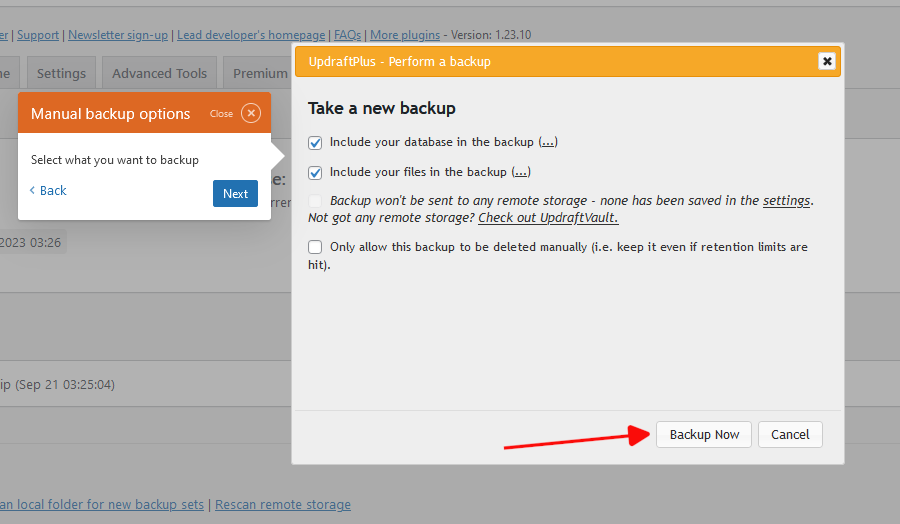 er | Support | Newsletter sign-up | Lead developer's homepage | FAQs | More plugins - Version: 1.23.10
UpdraftPlus - Perform a backup
ne Settings Advanced Tools Premium
Manual backup options Close
Take a new backup
Include your database in the backup (...)
Select what you want to backup
Include your files in the backup (...)
Back Next
Backup won't be sent to any remote storage - none has been saved in the settings.
Not got any remote storage? Check out UpdraftVault.
2023 03:26
Only allow this backup to be deleted manually (i.e. keep it even if retention limits are
hit).
ip (Sep 21 03:25:04)
Backup Now Cancel
an local folder for new backup sets | Rescan remote storage